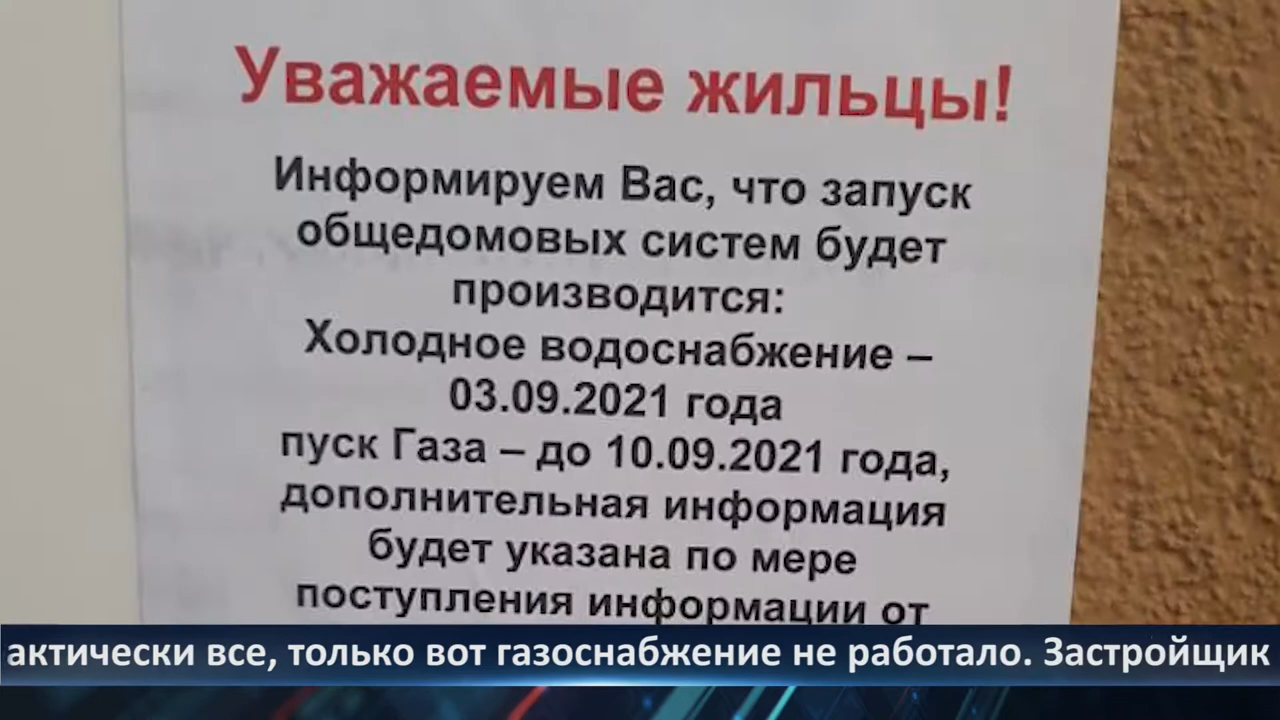 Уважаемые жильцы!
Информируем Вас, что запуск
общедомовых систем будет
производится:
Холодное водоснабжение –
03.09.2021 года
пуск Газа – до 10.09.2021 года,
дополнительная информация
будет указана по мере
поступления информации от
актически все, только вот газоснабжение не работало. Застройщик